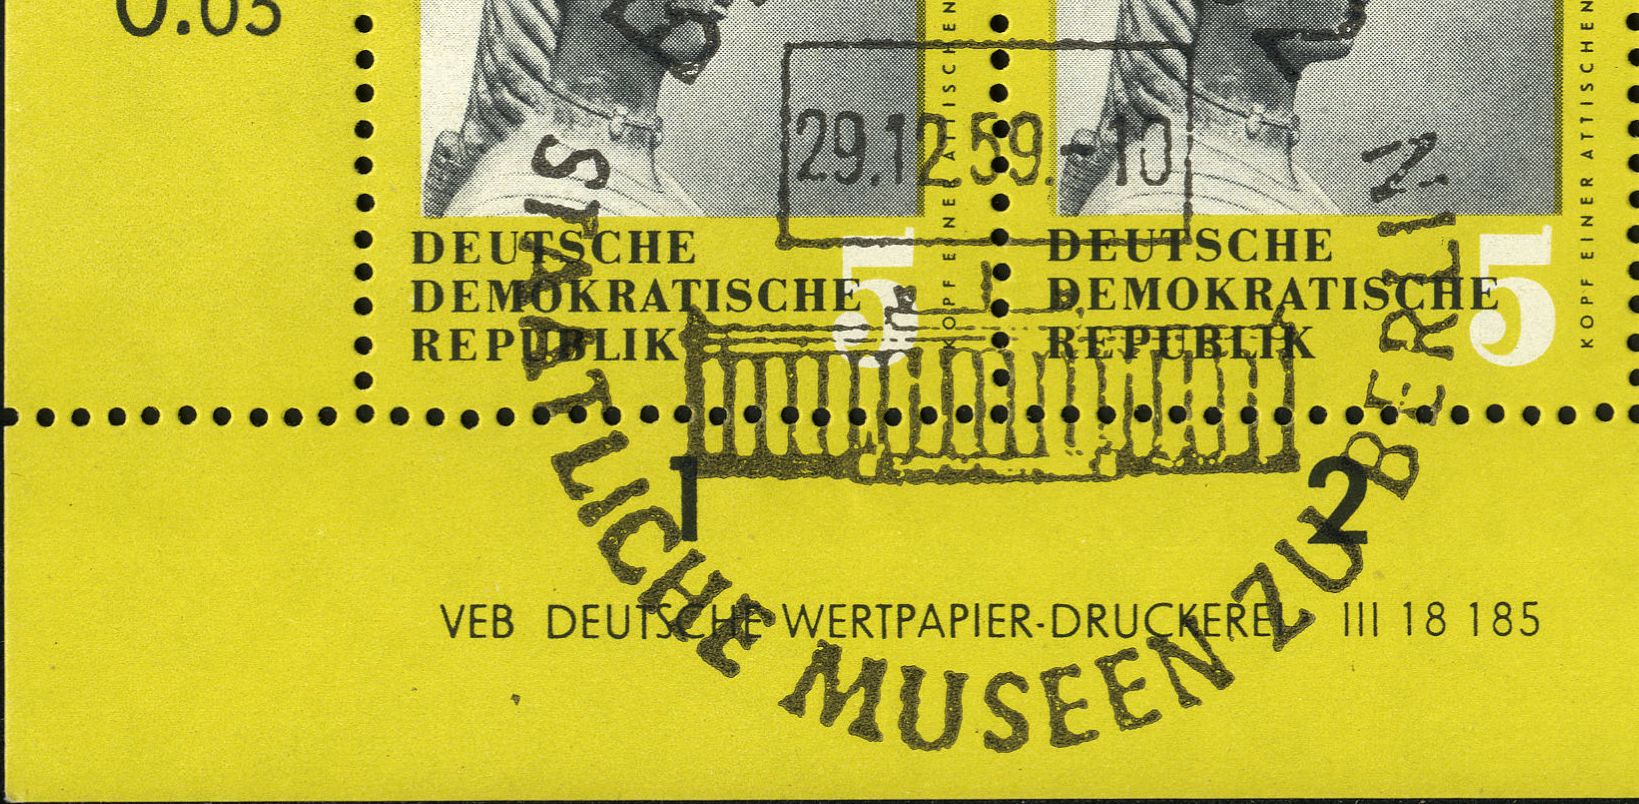 0.05
KOPF EINER ATTISCHEN
KOPF EINER ATTISCHEN
29.12.59.-10
DEUTSCHE
DEMOKRATISCHE
REPUBLIK
5
DEUTSCHE
DEMOKRATISCHE
REPUBLIK
5
STAATLICHE MUSEEN ZU BERLIN
1
2
VEB DEUTSCHE WERTPAPIER-DRUCKEREI III 18 185